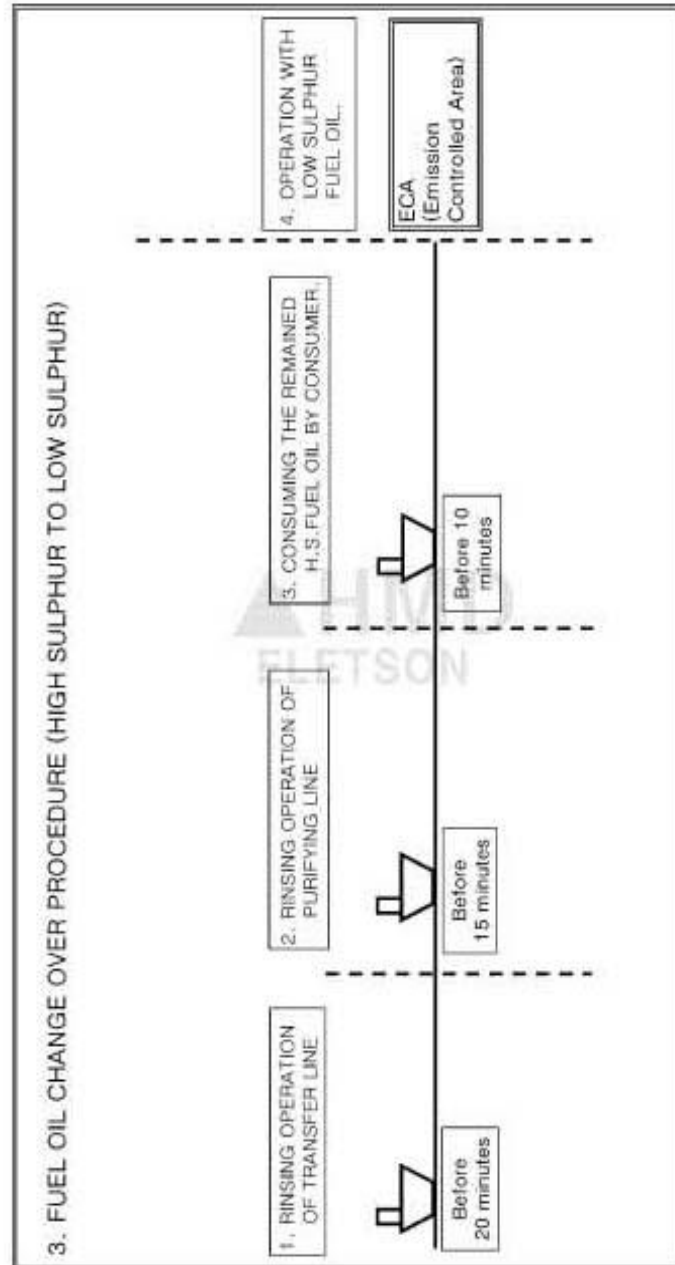 3. FUEL OIL CHANGE OVER PROCEDURE (HIGH SULPHUR TO LOW SULPHUR)
1. RINSING OPERATION
OF TRANSFER LINE
2. RINSING OPERATION OF
PURIFYING LINE
3. CONSUMING THE REMAINED
H.S.FUEL OIL BY CONSUMER.
4. OPERATION WITH
LOW SULPHUR
FUEL OIL.
HMD
ELETSON
Before
20 minutes
Before
15 minutes
Before 10
minutes
ECA
(Emission
Controlled Area)